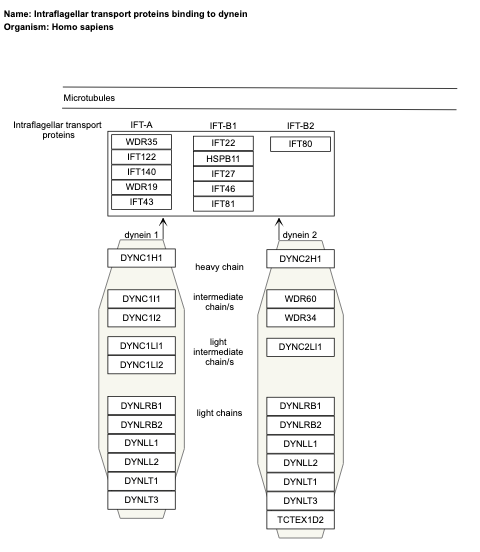 Name: Intraflagellar transport proteins binding to dynein
Organism: Homo sapiens
Microtubules
Intraflagellar transport
proteins
IFT-A
IFT-B1
IFT-B2
WDR35
IFT122
IFT140
WDR19
IFT43
IFT22
HSPB11
IFT27
IFT46
IFT81
IFT80
dynein 1
dynein 2
DYNC1H1
heavy chain
DYNC2H1
DYNC1I1
DYNC1I2
intermediate
chain/s
WDR60
WDR34
DYNC1LI1
DYNC1LI2
light
intermediate
chain/s
DYNC2LI1
DYNLRB1
DYNLRB2
DYNLL1
DYNLL2
DYNLT1
DYNLT3
light chains
DYNLRB1
DYNLRB2
DYNLL1
DYNLL2
DYNLT1
DYNLT3
TCTEX1D2